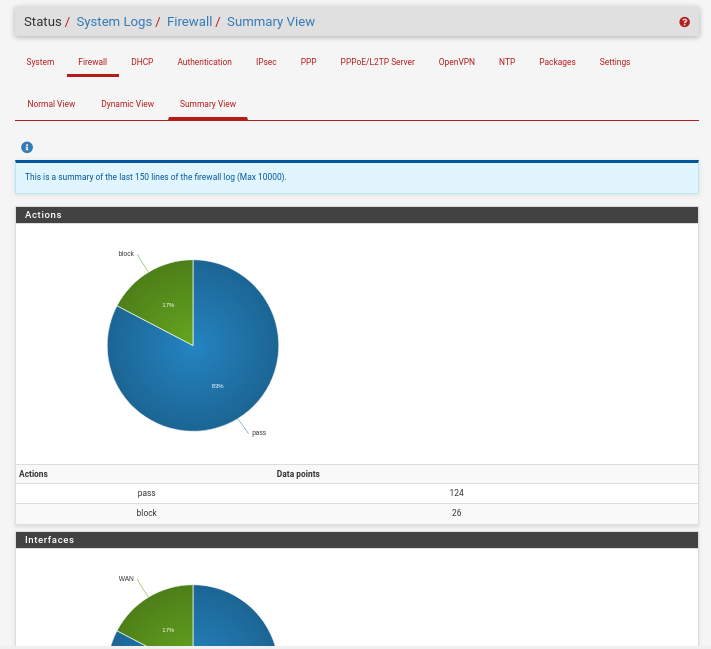 Status / System Logs / Firewall / Summary View
System Firewall DHCP Authentication IPsec PPP PPPoE/L2TP Server OpenVPN NTP Packages Settings
Normal View Dynamic View Summary View
This is a summary of the last 150 lines of the firewall log (Max 10000).
Actions
block
17%
83%
pass
Actions Data points
pass 124
block 26
Interfaces
WAN
17%